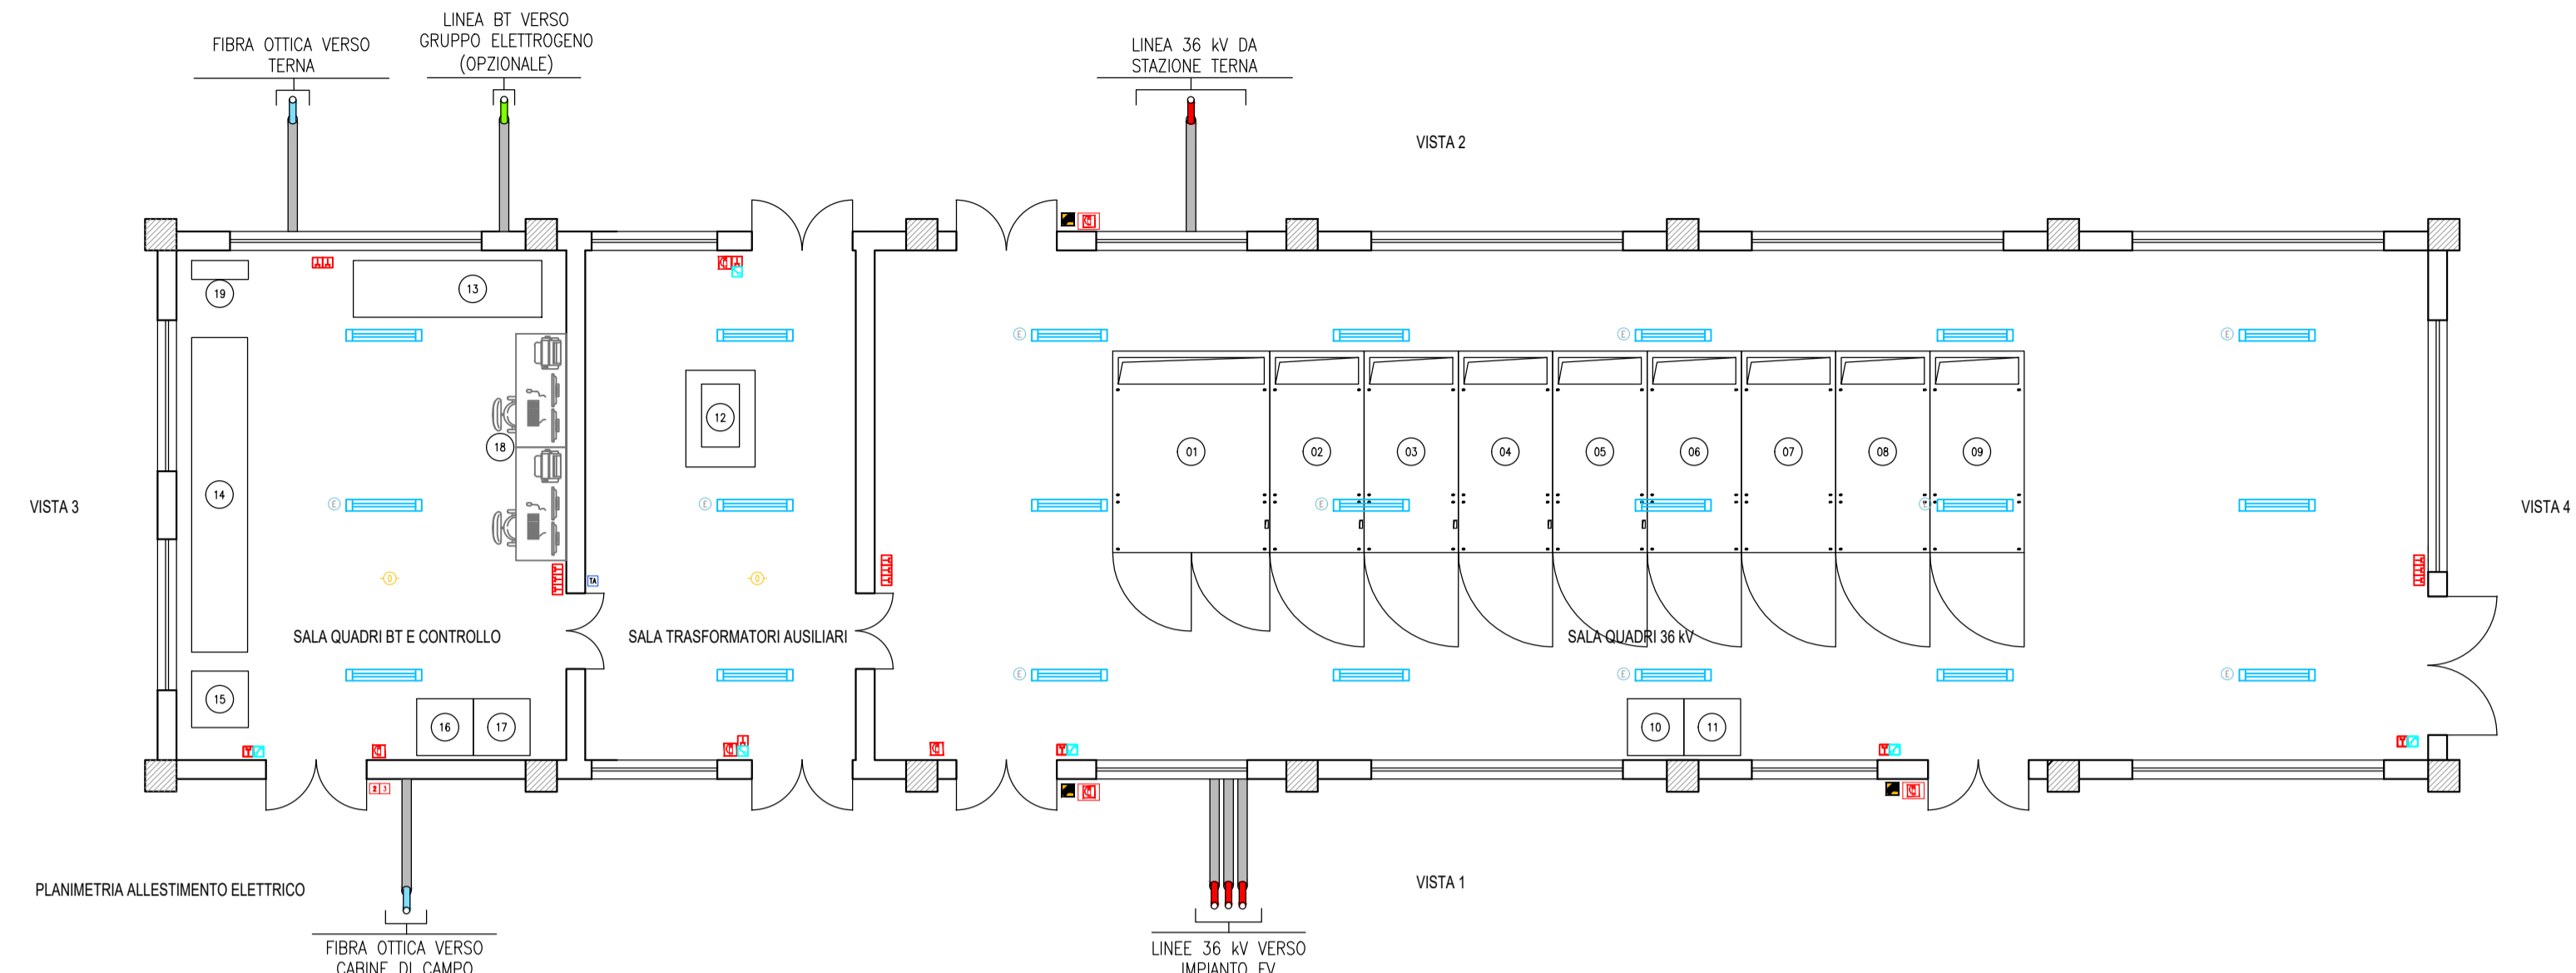 LINEA BT VERSO
GRUPPO ELETTROGENO
(OPZIONALE)
FIBRA OTTICA VERSO
TERNA
LINEA 36 kV DA
STAZIONE TERNA
VISTA 2
19
13
12
18
14
01
02
03
04
05
06
07
08
09
E
E
E
E
E
E
E
VISTA 3
VISTA 4
TA
SALA QUADRI BT E CONTROLLO
SALA TRASFORMATORI AUSILIARI
SALA QUADRI 36 kV
E
E
E
15
16
17
10
11
2 3
PLANIMETRIA ALLESTIMENTO ELETTRICO
VISTA 1
FIBRA OTTICA VERSO
CABINE DI CAMPO
LINEE 36 kV VERSO
IMPIANTO FV